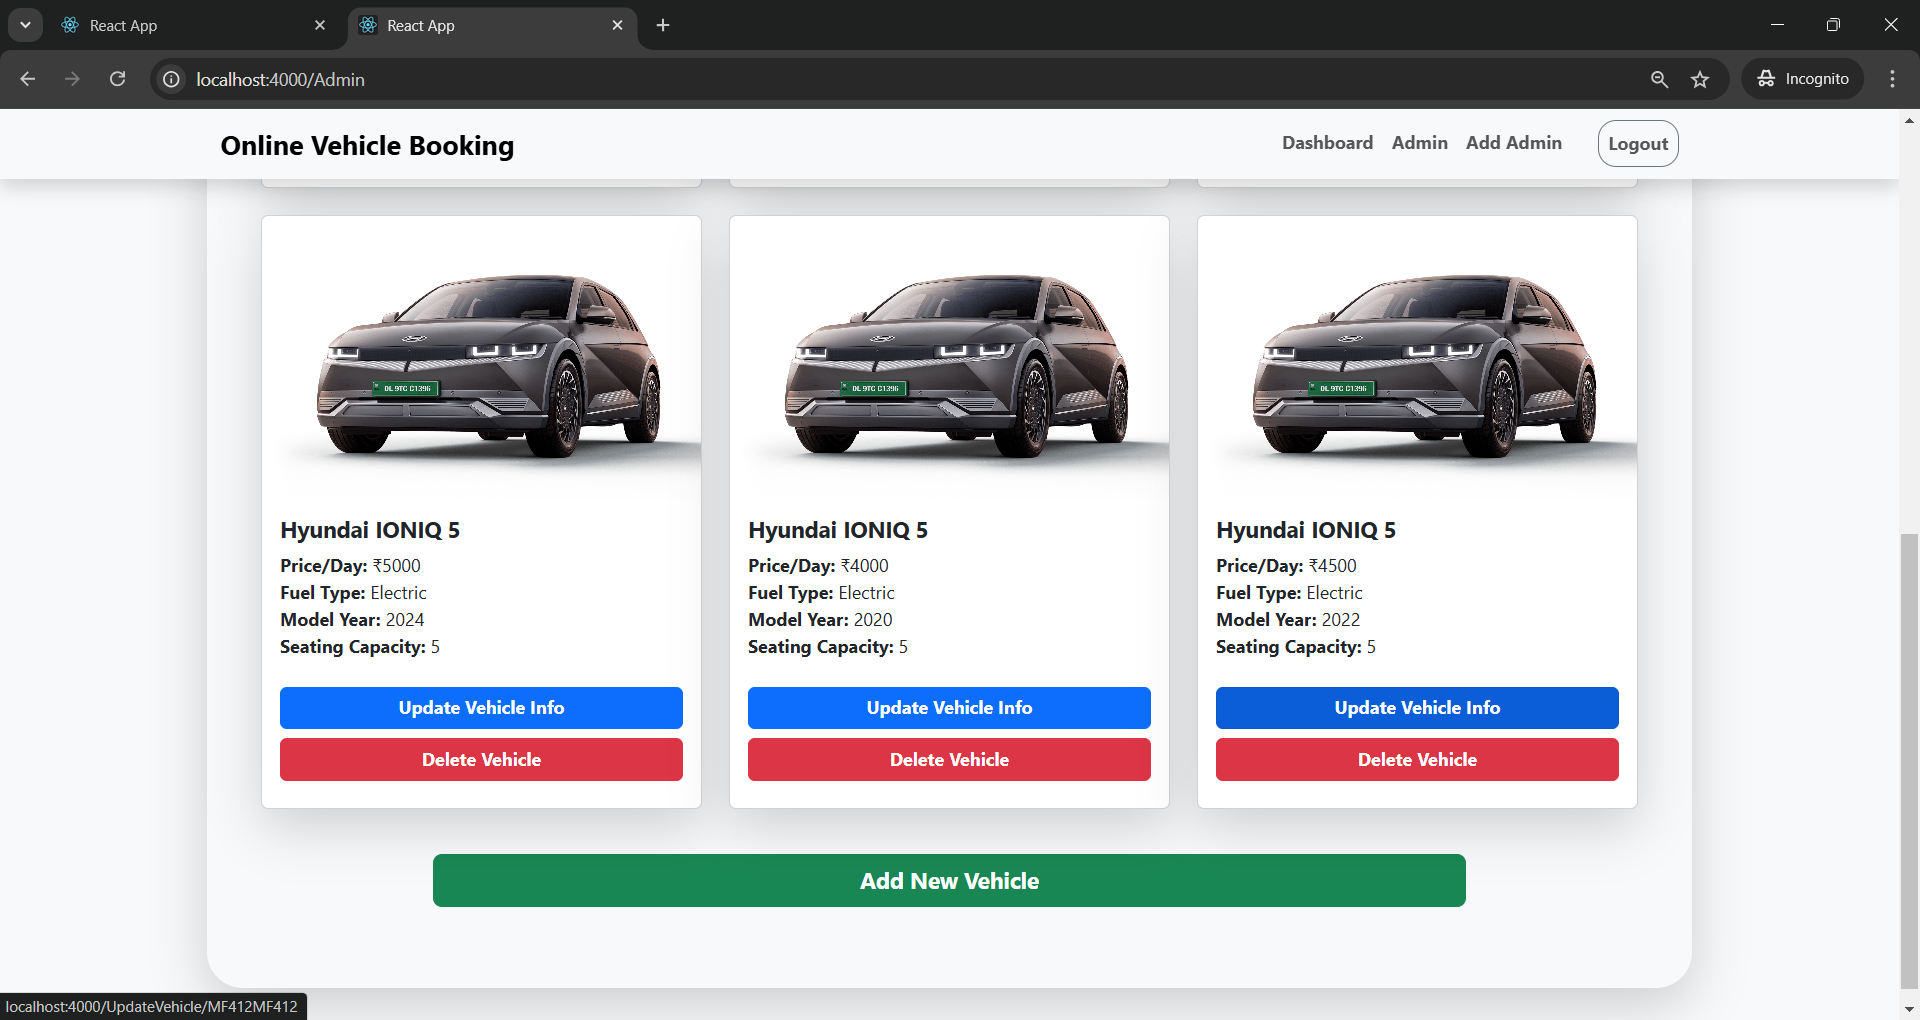 React App
React App
localhost:4000/Admin
Incognito
Online Vehicle Booking
Dashboard Admin Add Admin Logout
DL 9TC C1396
DL 9TC C1396
DL 9TC C1396
Hyundai IONIQ 5
Price/Day: ₹5000
Fuel Type: Electric
Model Year: 2024
Seating Capacity: 5
Update Vehicle Info
Delete Vehicle
Hyundai IONIQ 5
Price/Day: ₹4000
Fuel Type: Electric
Model Year: 2020
Seating Capacity: 5
Update Vehicle Info
Delete Vehicle
Hyundai IONIQ 5
Price/Day: ₹4500
Fuel Type: Electric
Model Year: 2022
Seating Capacity: 5
Update Vehicle Info
Delete Vehicle
Add New Vehicle
localhost:4000/UpdateVehicle/MF412MF412